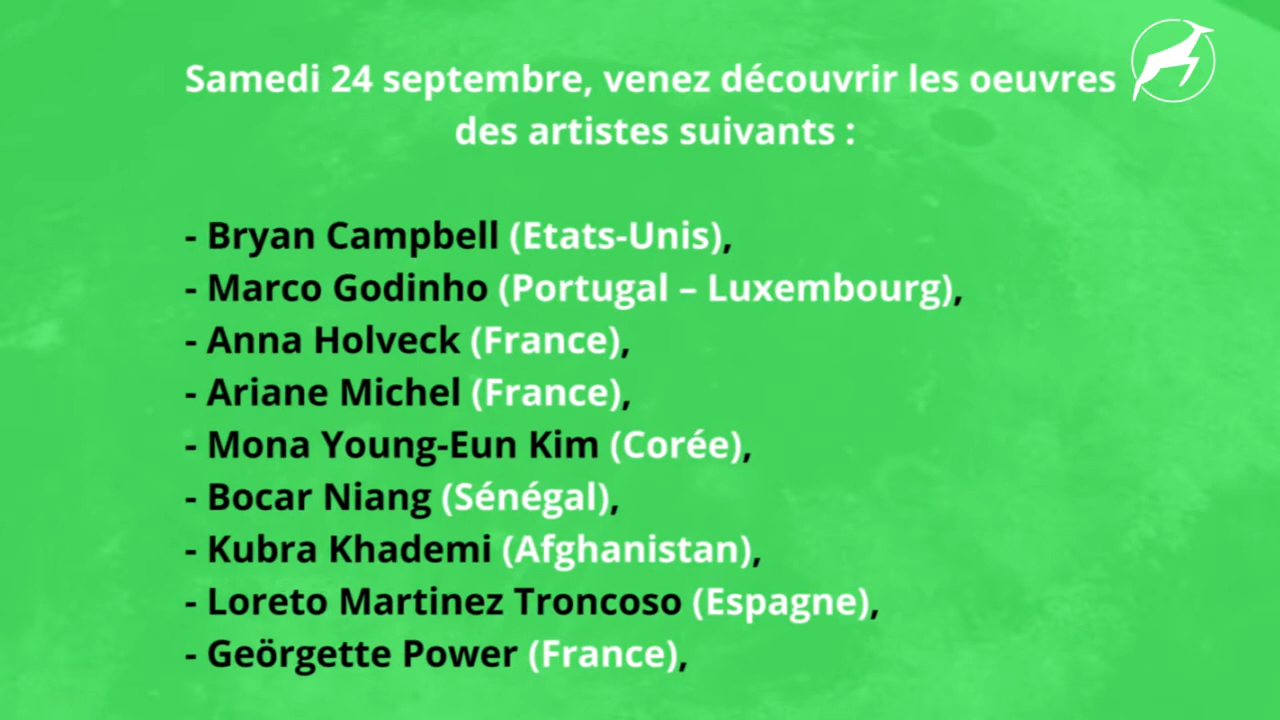 Samedi 24 septembre, venez découvrir les oeuvres
des artistes suivants :
- Bryan Campbell (Etats-Unis),
- Marco Godinho (Portugal – Luxembourg),
- Anna Holveck (France),
- Ariane Michel (France),
- Mona Young-Eun Kim (Corée),
- Bocar Niang (Sénégal),
- Kubra Khademi (Afghanistan),
- Loreto Martinez Troncoso (Espagne),
- Geörgette Power (France),